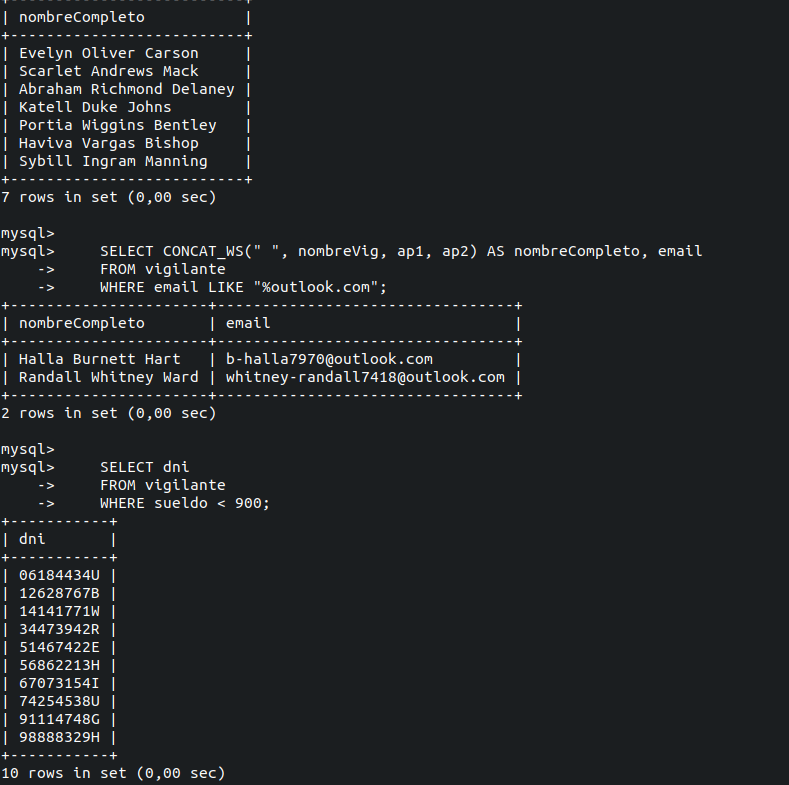 +--------------------------+
| nombreCompleto           |
+--------------------------+
| Evelyn Oliver Carson     |
| Scarlet Andrews Mack     |
| Abraham Richmond Delaney |
| Katell Duke Johns        |
| Portia Wiggins Bentley   |
| Haviva Vargas Bishop     |
| Sybill Ingram Manning    |
+--------------------------+
7 rows in set (0,00 sec)

mysql>
mysql>     SELECT CONCAT_WS(" ", nombreVig, ap1, ap2) AS nombreCompleto, email
    ->     FROM vigilante
    ->     WHERE email LIKE "%outlook.com";
+----------------------+---------------------------------+
| nombreCompleto       | email                           |
+----------------------+---------------------------------+
| Halla Burnett Hart   | b-halla7970@outlook.com         |
| Randall Whitney Ward | whitney-randall7418@outlook.com |
+----------------------+---------------------------------+
2 rows in set (0,00 sec)

mysql>
mysql>     SELECT dni
    ->     FROM vigilante
    ->     WHERE sueldo < 900;
+-----------+
| dni       |
+-----------+
| 06184434U |
| 12628767B |
| 14141771W |
| 34473942R |
| 51467422E |
| 56862213H |
| 67073154I |
| 74254538U |
| 91114748G |
| 98888329H |
+-----------+
10 rows in set (0,00 sec)